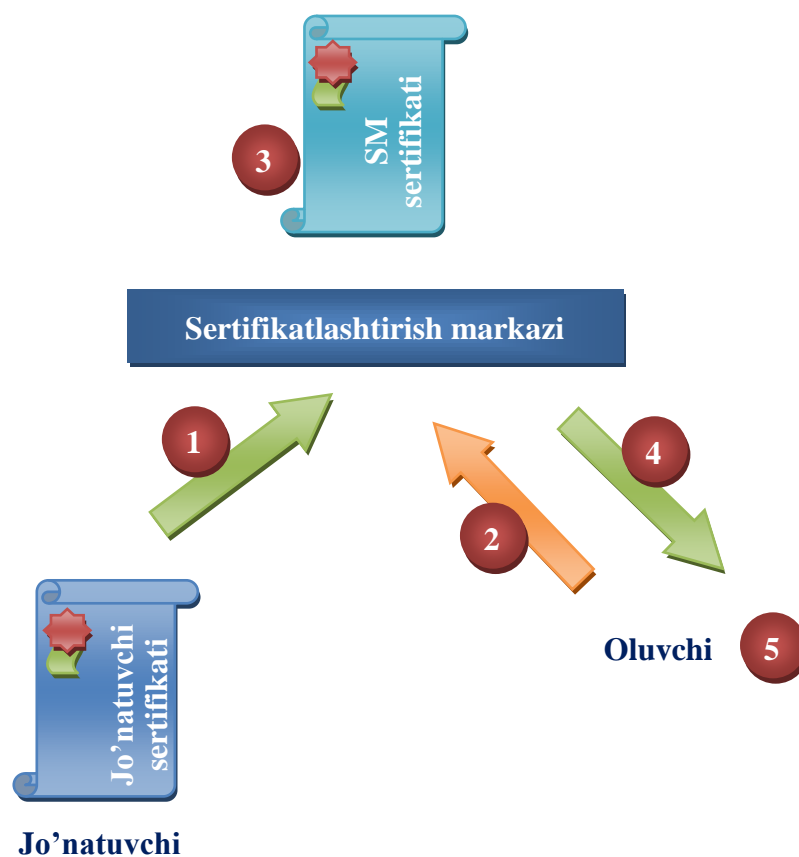 SM
sertifikati
3
Sertifikatlashtirish markazi
1
4
2
Oluvchi
5
Jo’natuvchi
sertifikati
Jo’natuvchi